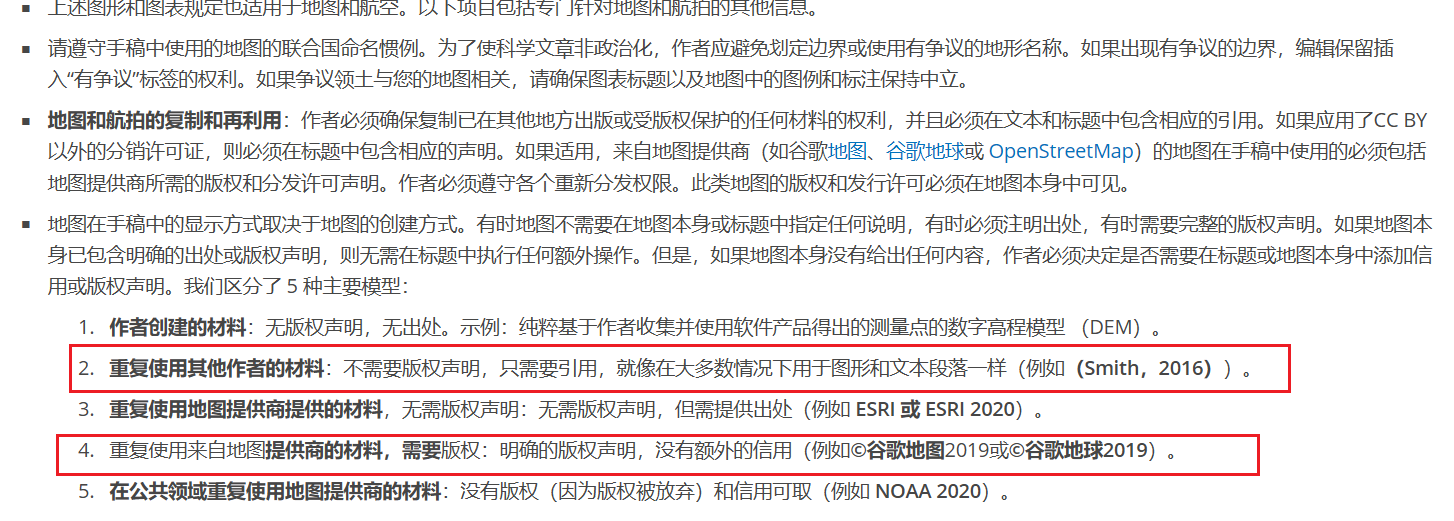 上述图形和图表规定也适用于地图和航空。以下项目包括专门针对地图和航拍的其他信息。
请遵守手稿中使用的地图的联合国命名惯例。为了使科学文章非政治化，作者应避免划定边界或使用有争议的地形名称。如果出现有争议的边界，编辑保留插
入“有争议”标签的权利。如果争议领土与您的地图相关，请确保图表标题以及地图中的图例和标注保持中立。
地图和航拍的复制和再利用：作者必须确保复制已在其他地方出版或受版权保护的任何材料的权利，并且必须在文本和标题中包含相应的引用。如果应用了CC BY
以外的分销许可证，则必须在标题中包含相应的声明。如果适用，来自地图提供商（如谷歌地图、谷歌地球或 OpenStreetMap）的地图在手稿中使用的必须包括
地图提供商所需的版权和分发许可声明。作者必须遵守各个重新分发权限。此类地图的版权和发行许可必须在地图本身中可见。
地图在手稿中的显示方式取决于地图的创建方式。有时地图不需要在地图本身或标题中指定任何说明，有时必须注明出处，有时需要完整的版权声明。如果地图本
身已包含明确的出处或版权声明，则无需在标题中执行任何额外操作。但是，如果地图本身没有给出任何内容，作者必须决定是否需要在标题或地图本身中添加信
用或版权声明。我们区分了 5 种主要模型：
1. 作者创建的材料：无版权声明，无出处。示例：纯粹基于作者收集并使用软件产品得出的测量点的数字高程模型 （DEM）。
2. 重复使用其他作者的材料：不需要版权声明，只需要引用，就像在大多数情况下用于图形和文本段落一样（例如（Smith，2016））。
3. 重复使用地图提供商提供的材料，无需版权声明：无需版权声明，但需提供出处（例如 ESRI 或 ESRI 2020）。
4. 重复使用来自地图提供商的材料，需要版权：明确的版权声明，没有额外的信用（例如©谷歌地图2019或©谷歌地球2019）。
5. 在公共领域重复使用地图提供商的材料：没有版权（因为版权被放弃）和信用可取（例如 NOAA 2020）。